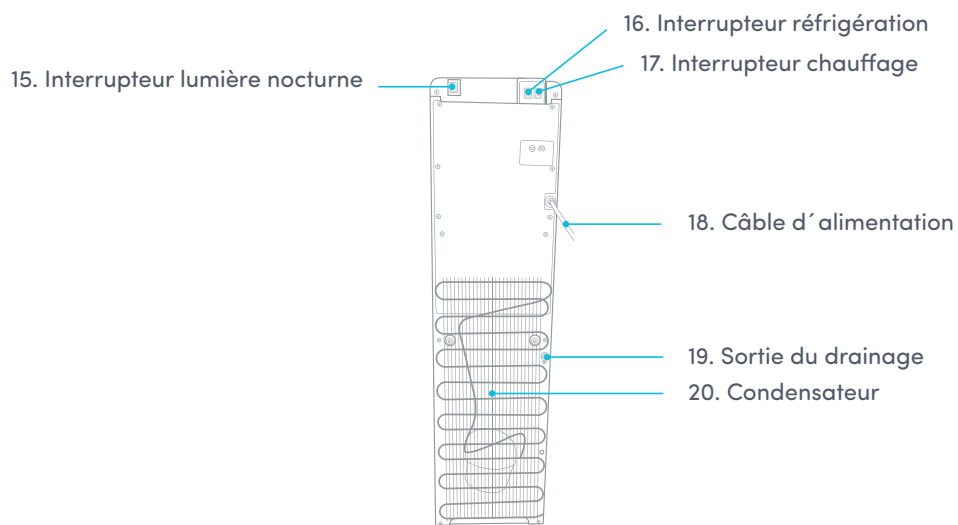 16. Interrupteur réfrigération
17. Interrupteur chauffage
15. Interrupteur lumière nocturne
18. Câble d´alimentation
19. Sortie du drainage
20. Condensateur